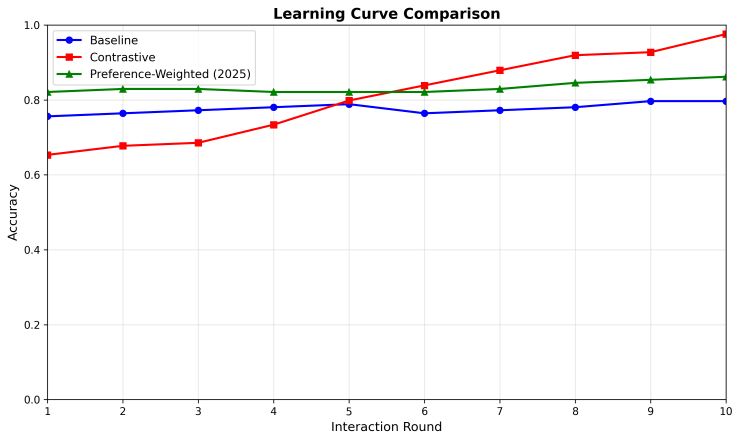 Learning Curve Comparison
Baseline
Contrastive
Preference-Weighted (2025)
Accuracy
1.0
0.8
0.6
0.4
0.2
0.0
1 2 3 4 5 6 7 8 9 10
Interaction Round